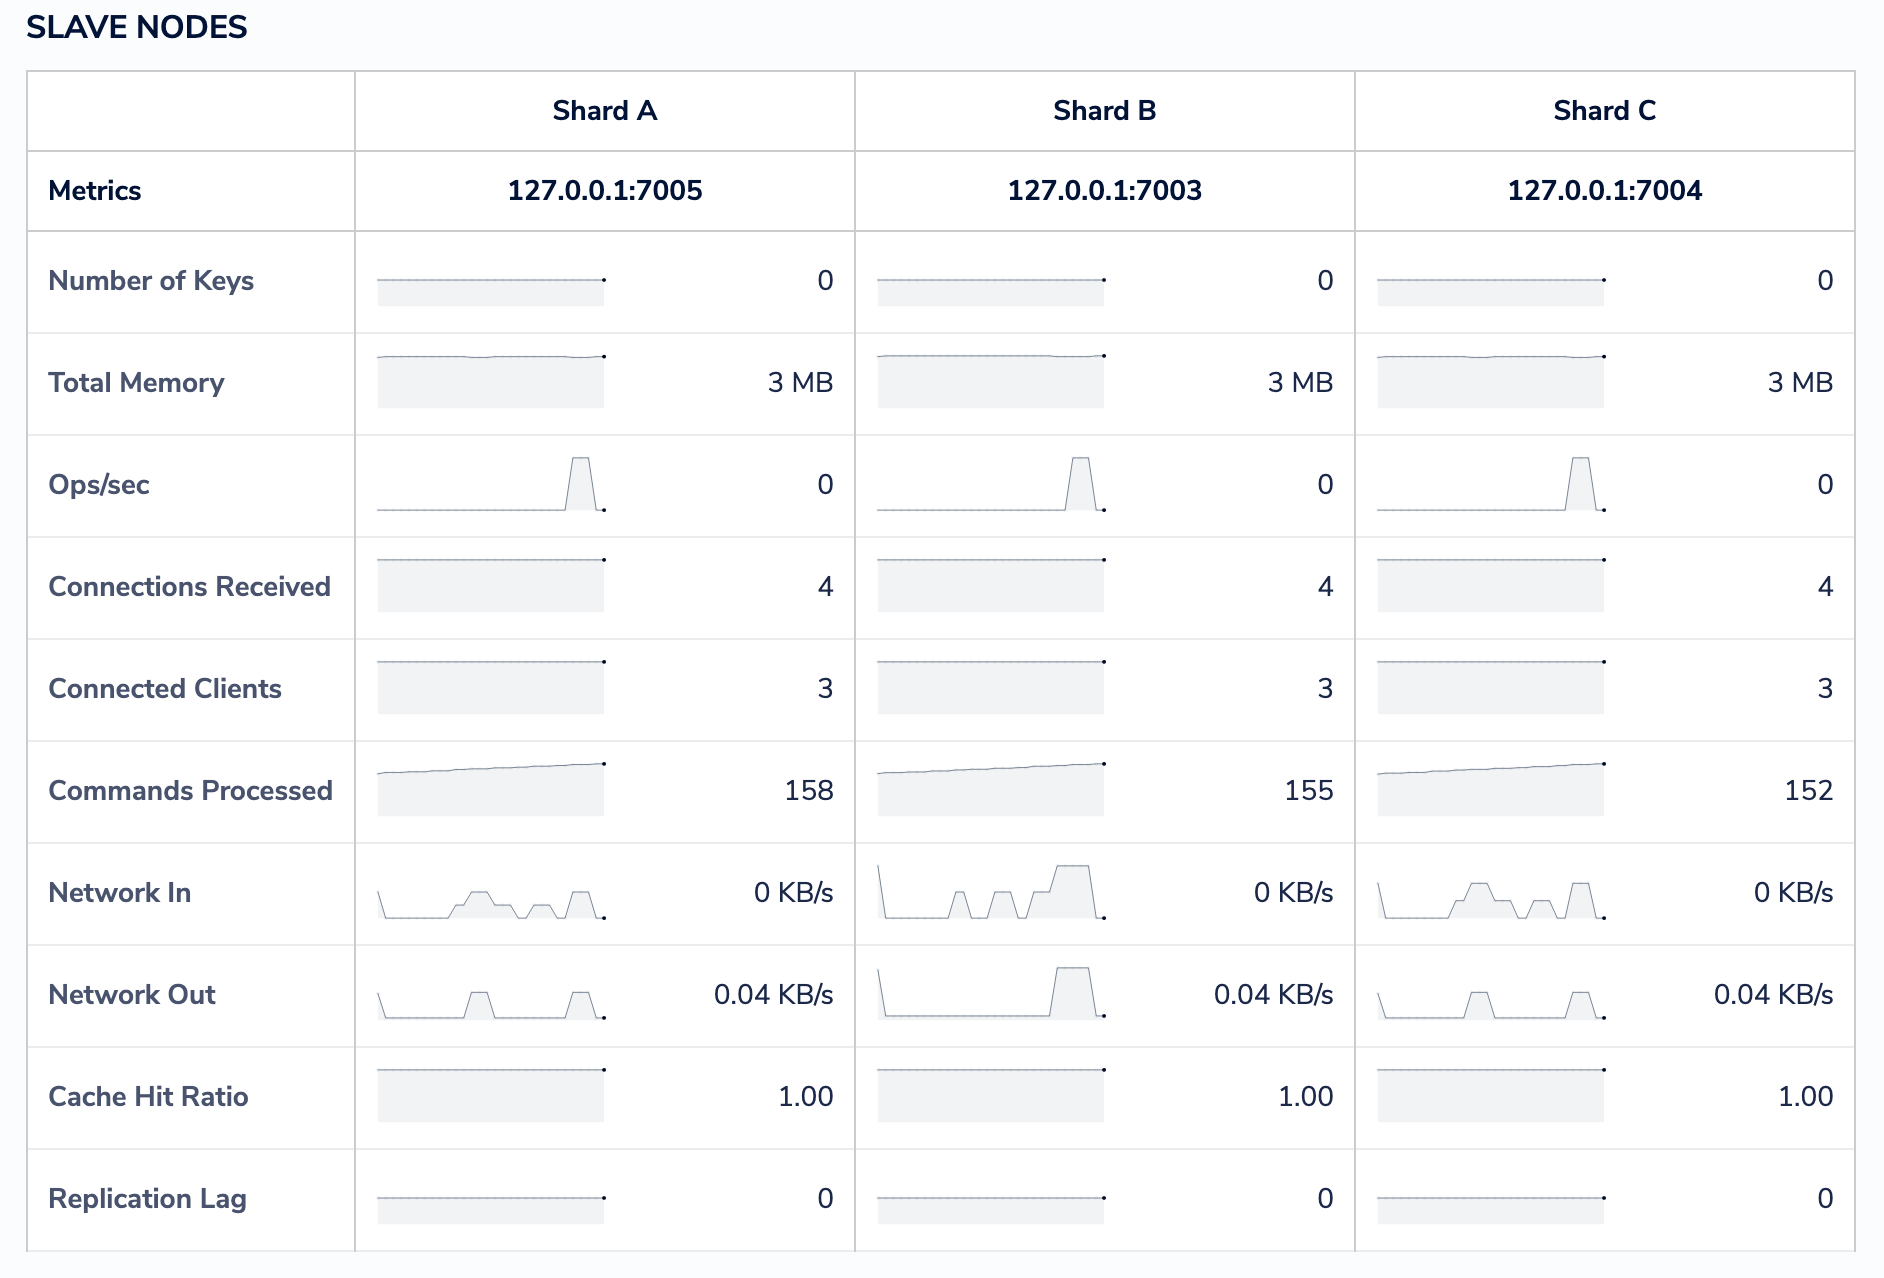 SLAVE NODES
Shard A Shard B Shard C
Metrics 127.0.0.1:7005 127.0.0.1:7003 127.0.0.1:7004
Number of Keys 0 0 0
Total Memory 3 MB 3 MB 3 MB
Ops/sec 0 0 0
Connections Received 4 4 4
Connected Clients 3 3 3
Commands Processed 158 155 152
Network In 0 KB/s 0 KB/s 0 KB/s
Network Out 0.04 KB/s 0.04 KB/s 0.04 KB/s
Cache Hit Ratio 1.00 1.00 1.00
Replication Lag 0 0 0